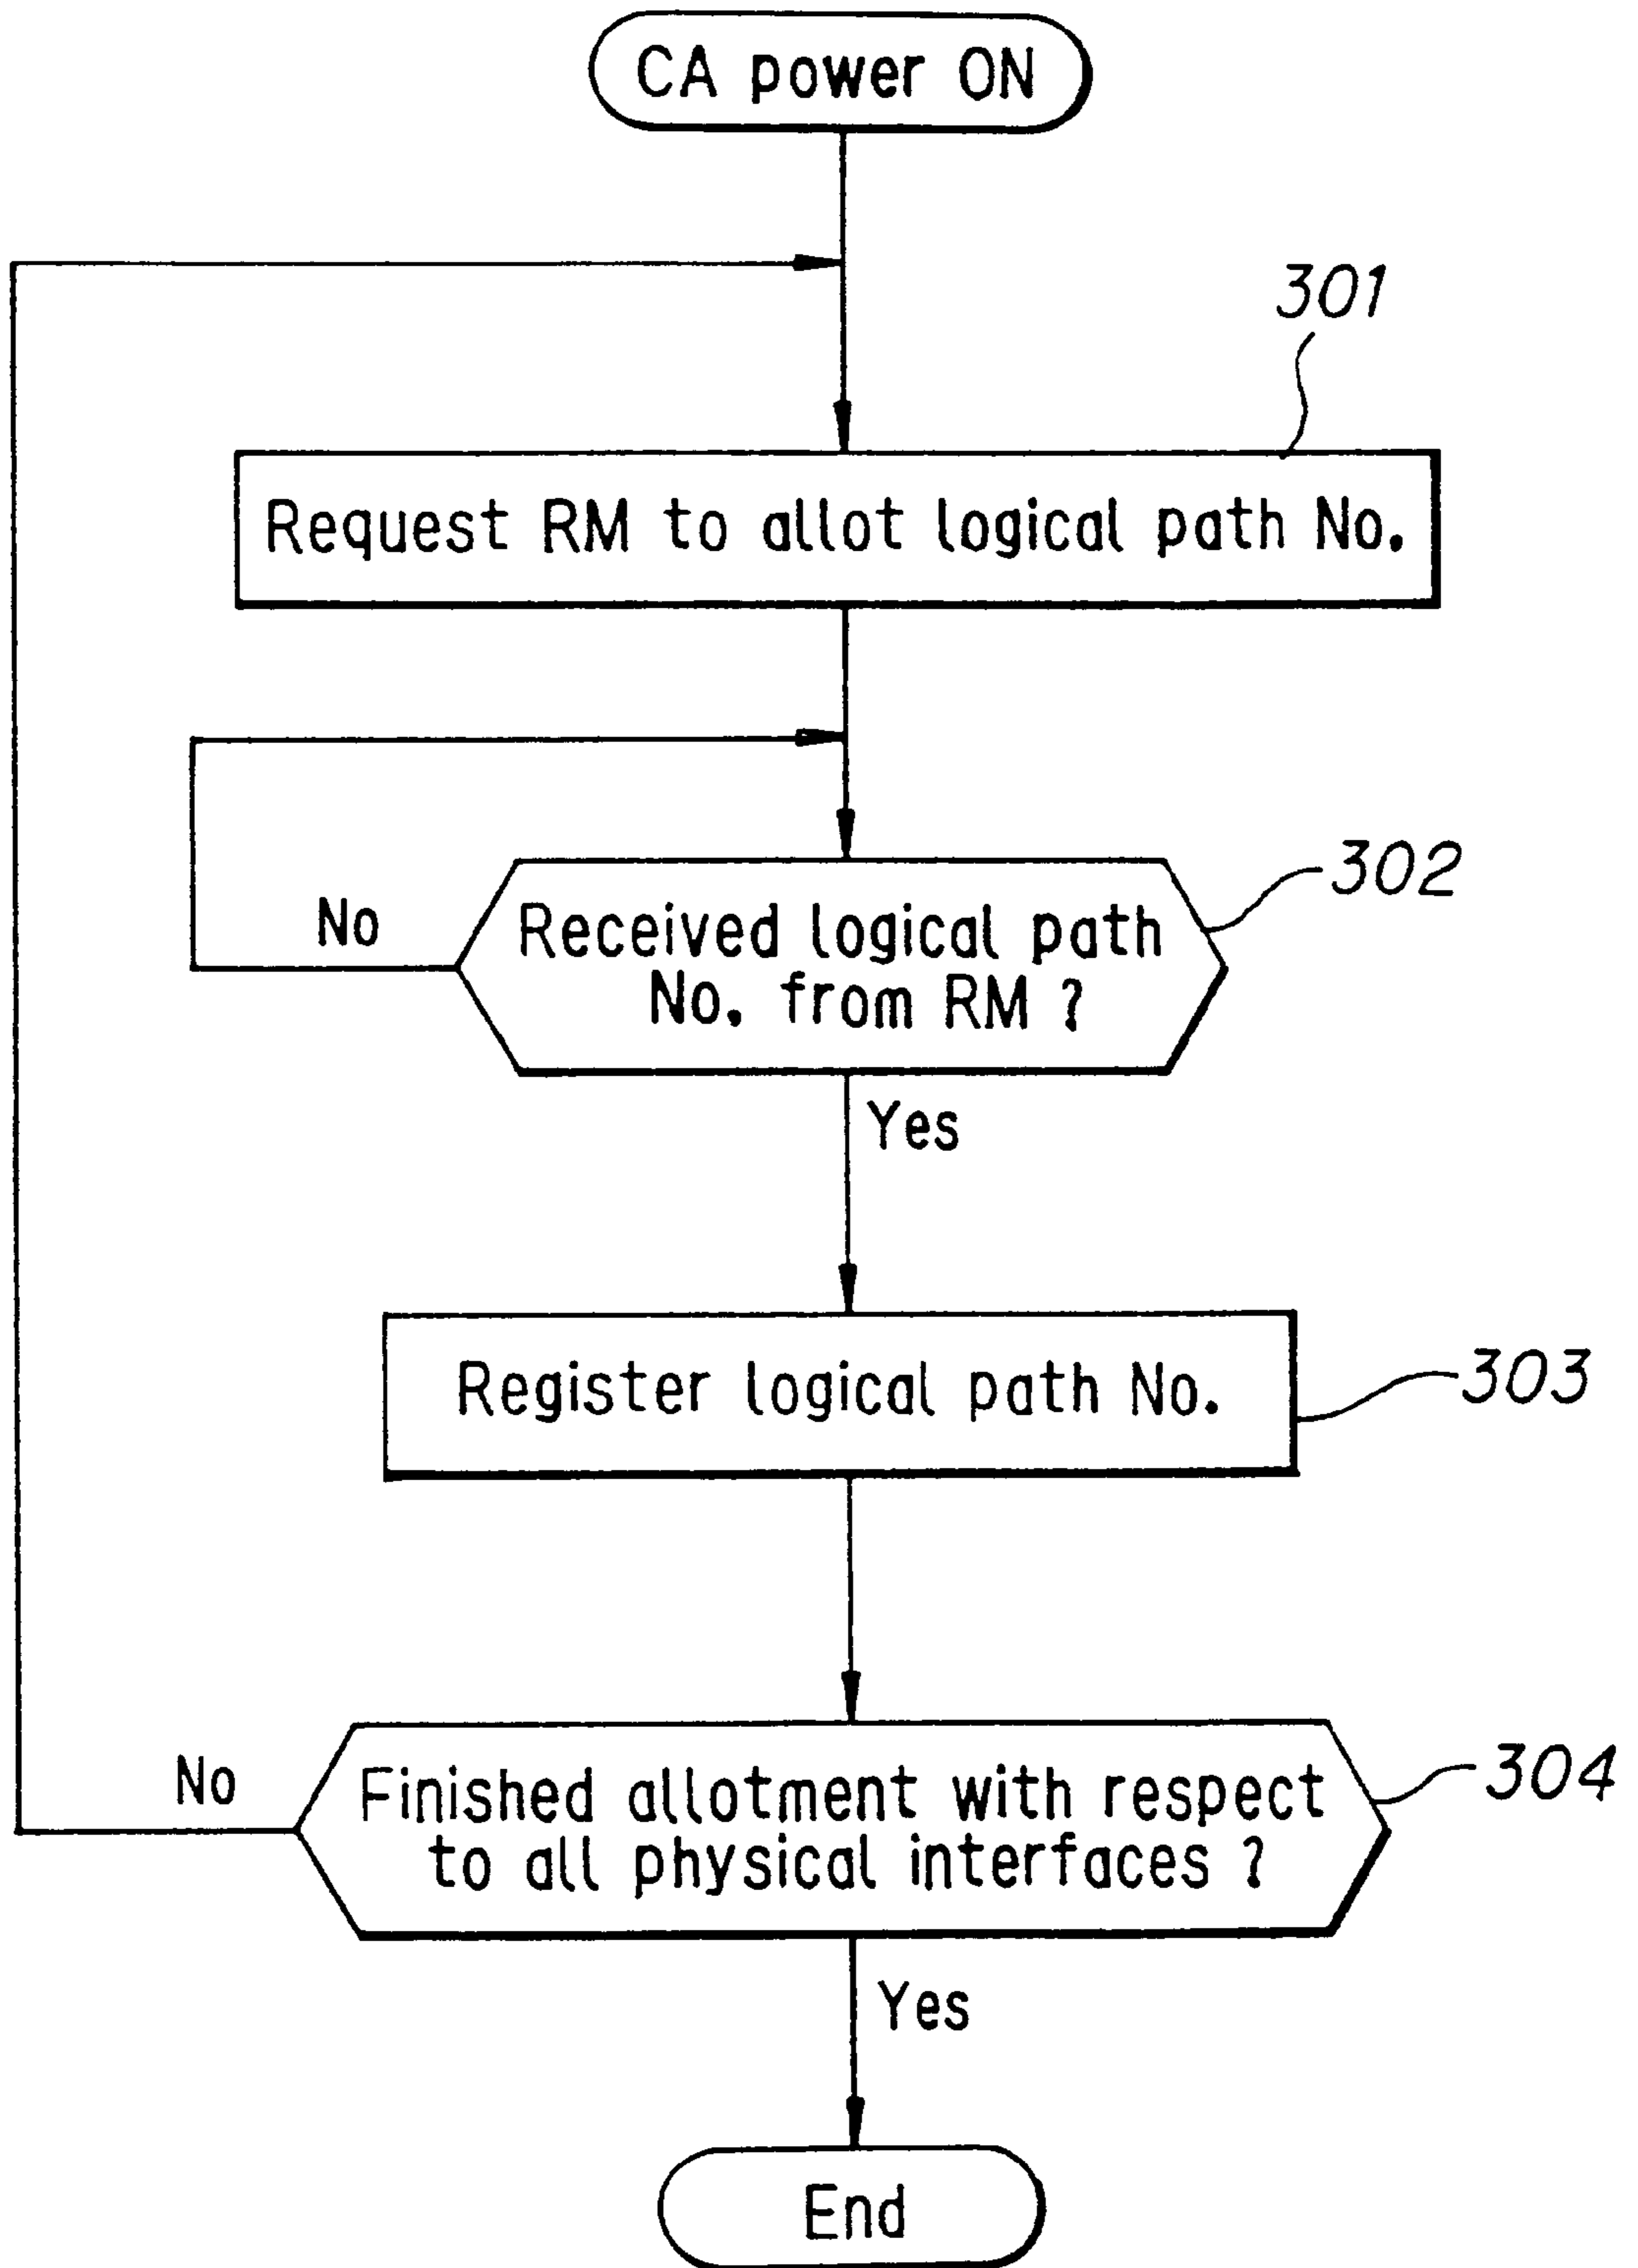 CA power ON
301
Request RM to allot logical path No.
302
No
Received logical path
No. from RM ?
Yes
Register logical path No.
303
No
Finished allotment with respect
to all physical interfaces ?
304
Yes
End